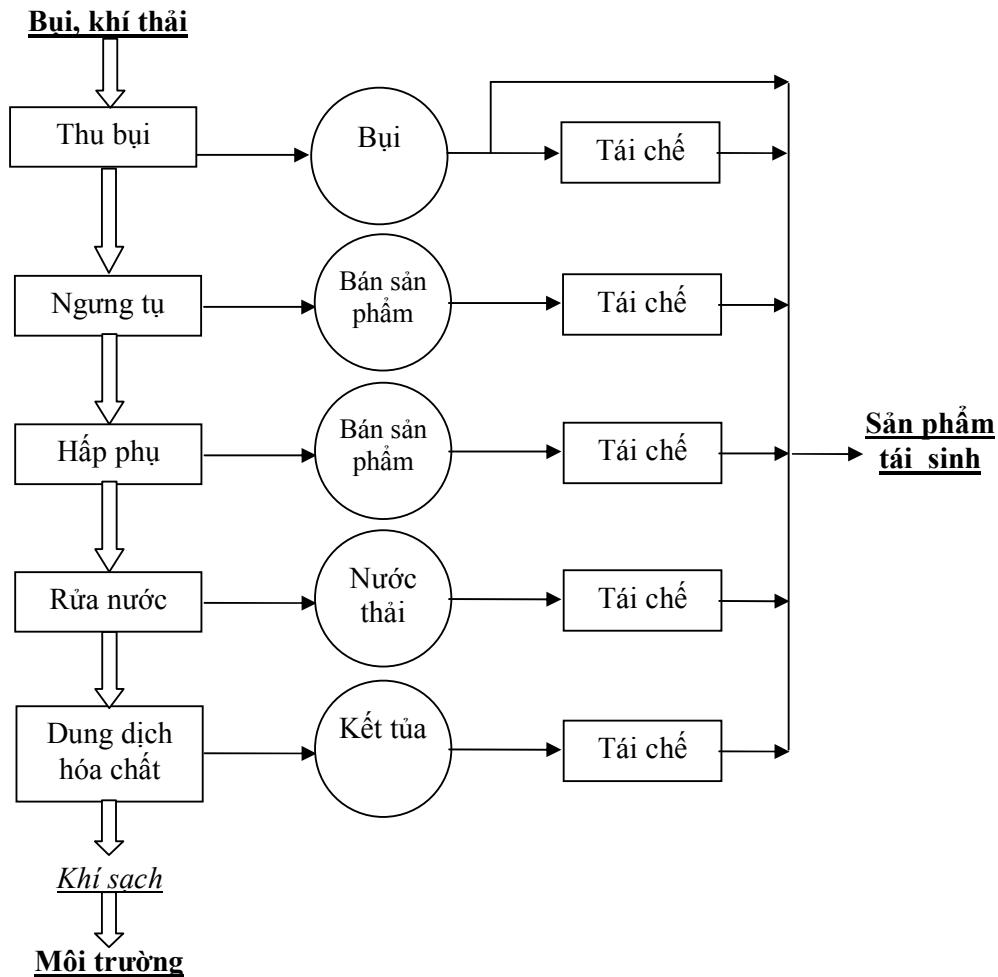 Bụi, khí thải
Thu bụi
Bụi
Tái chế
Ngưng tụ
Bán sản
phẩm
Tái chế
Hấp phụ
Bán sản
phẩm
Tái chế
Sản phẩm
tái sinh
Rửa nước
Nước
thải
Tái chế
Dung dịch
hóa chất
Kết tủa
Tái chế
Khí sạch
Môi trường